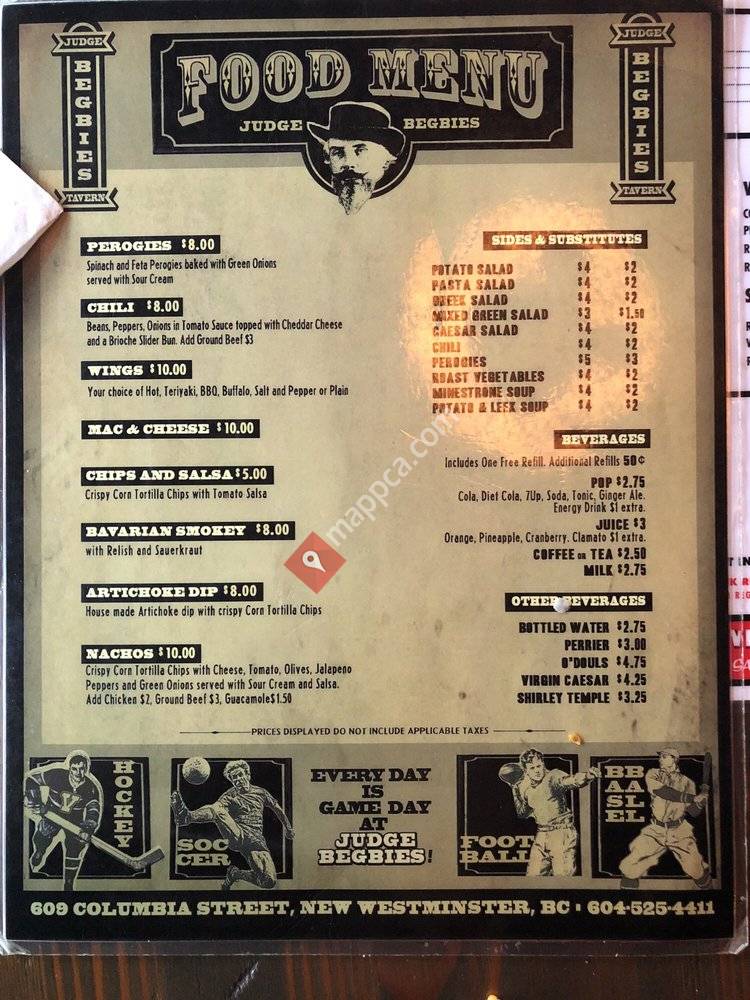 JUDGE
BEGBIES
TAVERN
FOOD MENU
JUDGE BEGBIES
JUDGE
BEGBIES
TAVERN
PEROGIES $8.00
Spinach and Feta Perogies baked with Green Onions
served with Sour Cream
CHILI $8.00
Beans, Peppers, Onions in Tomato Sauce topped with Cheddar Cheese
and a Brioche Slider Bun. Add Ground Beef $3
WINGS $10.00
Your choice of Hot, Teriyaki, BBQ, Buffalo, Salt and Pepper or Plain
MAC & CHEESE $10.00
CHIPS AND SALSA $5.00
Crispy Corn Tortilla Chips with Tomato Salsa
BAVARIAN SMOKEY $8.00
with Relish and Sauerkraut
ARTICHOKE DIP $8.00
House made Artichoke dip with crispy Corn Tortilla Chips
NACHOS $10.00
Crispy Corn Tortilla Chips with Cheese, Tomato, Olives, Jalapeno
Peppers and Green Onions served with Sour Cream and Salsa.
Add Chicken $2, Ground Beef $3, Guacamole$1.50
SIDES & SUBSTITUTES
POTATO SALAD $4 $2
PASTA SALAD $4 $2
GREEK SALAD $4 $2
MIXED GREEN SALAD $3 $1.50
CAESAR SALAD $4 $2
CHILI $4 $2
PEROGIES $5 $3
ROAST VEGETABLES $4 $2
MINESTRONE SOUP $4 $2
POTATO & LEEK SOUP $4 $2
BEVERAGES
Includes One Free Refill. Additional Refills 50¢
POP $2.75
Cola, Diet Cola, 7Up, Soda, Tonic, Ginger Ale.
Energy Drink $1 extra.
JUICE $3
Orange, Pineapple, Cranberry. Clamato $1 extra.
COFFEE OR TEA $2.50
MILK $2.75
OTHER BEVERAGES
BOTTLED WATER $2.75
PERRIER $3.00
O'DOULS $4.75
VIRGIN CAESAR $4.25
SHIRLEY TEMPLE $3.25
mappca.com
PRICES DISPLAYED DO NOT INCLUDE APPLICABLE TAXES
HOCKEY
SOC
CER
EVERY DAY
IS
GAME DAY
AT
JUDGE
BEGBIES!
FOOT
BALL
BASEBALL
609 COLUMBIA STREET, NEW WESTMINSTER, BC • 604-525-4411